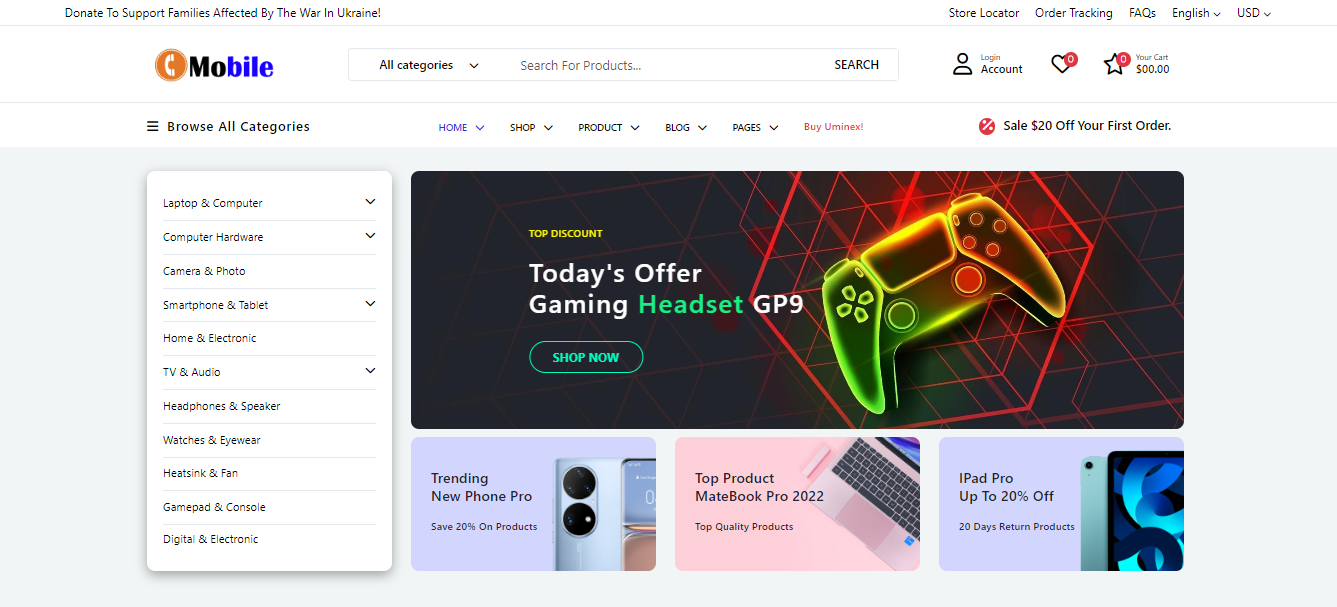 Donate To Support Families Affected By The War In Ukraine!
Store Locator Order Tracking FAQs English USD
Mobile
All categories Search For Products... SEARCH
Login
Account
0
0
Your Cart
$00.00
Browse All Categories
HOME SHOP PRODUCT BLOG PAGES Buy Uminex!
Sale $20 Off Your First Order.
Laptop & Computer
Computer Hardware
Camera & Photo
Smartphone & Tablet
Home & Electronic
TV & Audio
Headphones & Speaker
Watches & Eyewear
Heatsink & Fan
Gamepad & Console
Digital & Electronic
TOP DISCOUNT
Today's Offer
Gaming Headset GP9
SHOP NOW
Trending
New Phone Pro
Save 20% On Products
Top Product
MateBook Pro 2022
Top Quality Products
IPad Pro
Up To 20% Off
20 Days Return Products